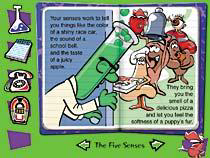 Your senses work to tell
you things like the color
of a shiny race car,
the sound of a
school bell,
and the taste
of a juicy
apple.
They bring
you the
smell of a
delicious pizza
and let you feel the
softness of a puppy's fur.
The Five Senses